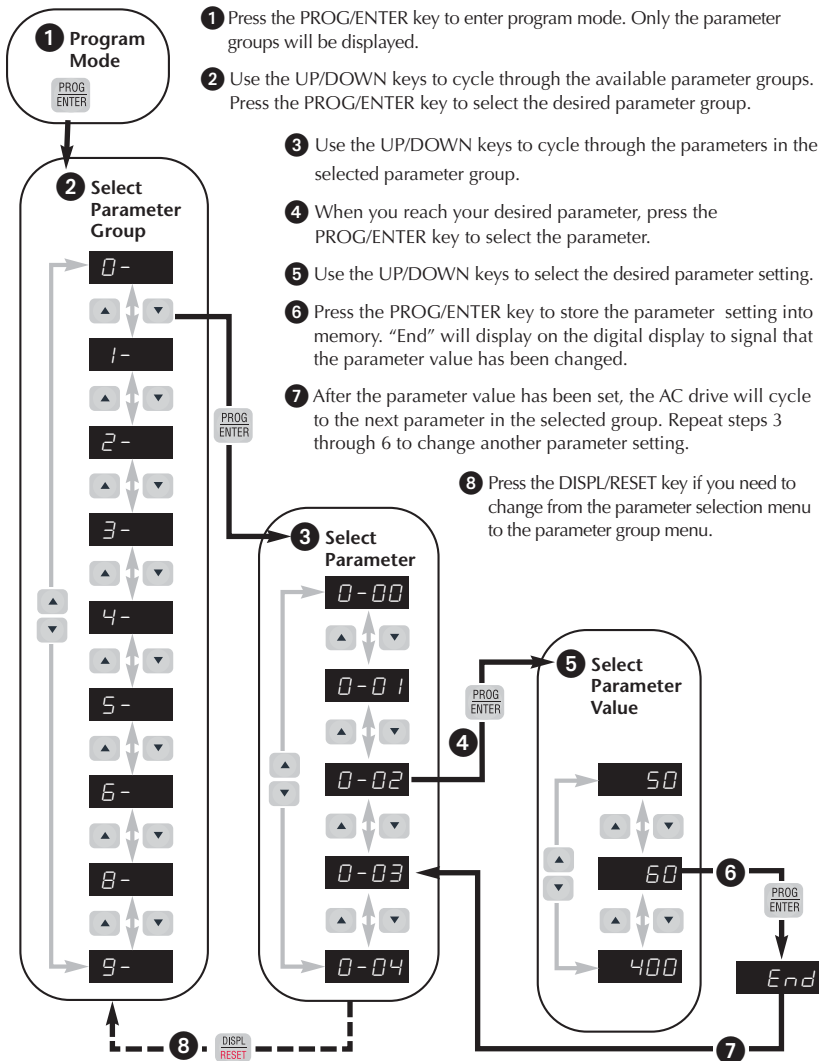 1 Program
Mode
PROG
ENTER
1 Press the PROG/ENTER key to enter program mode. Only the parameter
groups will be displayed.
2 Use the UP/DOWN keys to cycle through the available parameter groups.
Press the PROG/ENTER key to select the desired parameter group.
3 Use the UP/DOWN keys to cycle through the parameters in the
selected parameter group.
4 When you reach your desired parameter, press the
PROG/ENTER key to select the parameter.
5 Use the UP/DOWN keys to select the desired parameter setting.
6 Press the PROG/ENTER key to store the parameter setting into
memory. “End” will display on the digital display to signal that
the parameter value has been changed.
7 After the parameter value has been set, the AC drive will cycle
to the next parameter in the selected group. Repeat steps 3
through 6 to change another parameter setting.
8 Press the DISPL/RESET key if you need to
change from the parameter selection menu
to the parameter group menu.
2 Select
Parameter
Group
0-
1-
2-
3-
4-
5-
6-
8-
9-
PROG
ENTER
3 Select
Parameter
0-00
0-01
0-02
0-03
0-04
4
PROG
ENTER
5 Select
Parameter
Value
50
60
400
6
PROG
ENTER
End
7
8
DISPL
RESET